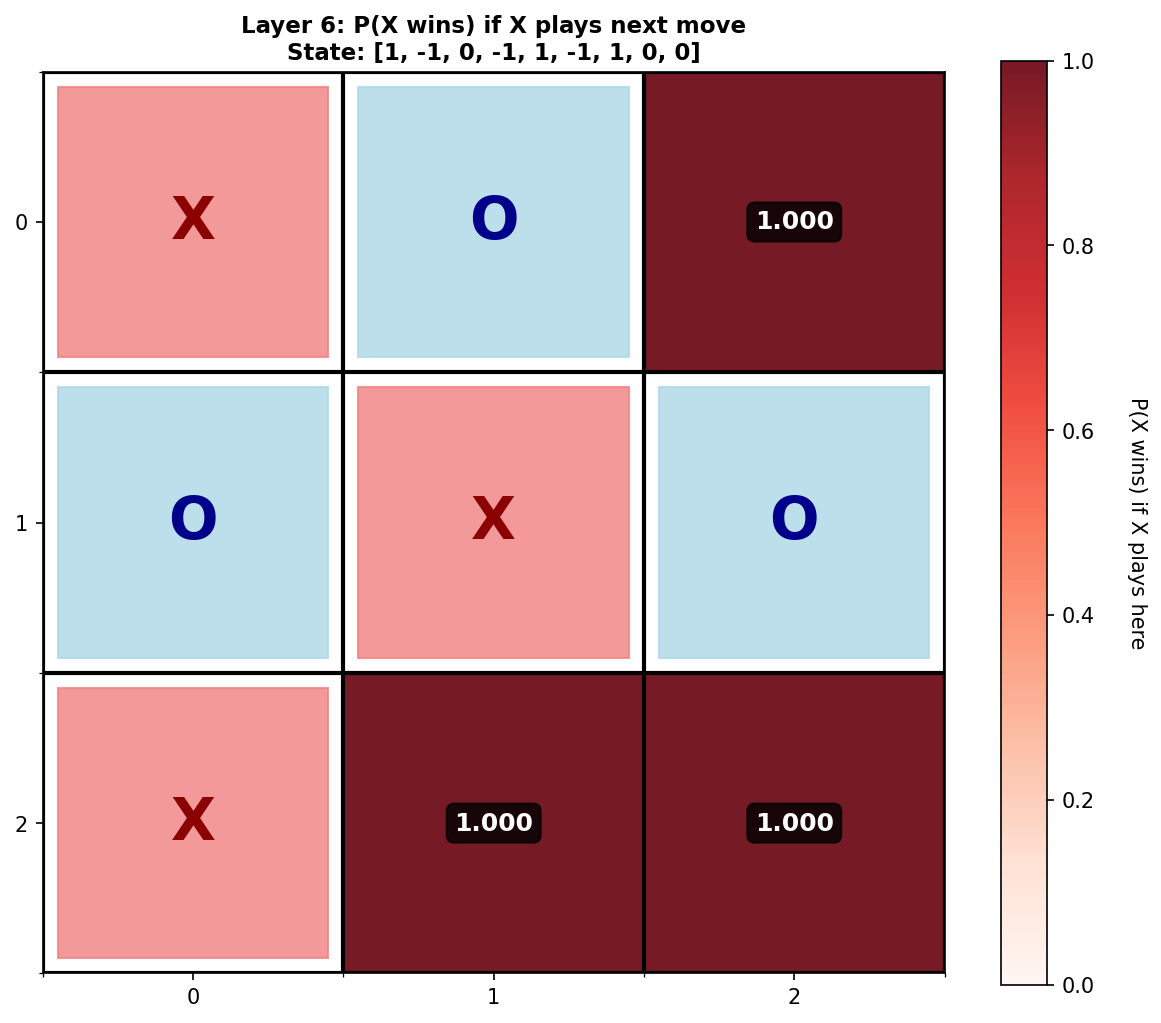 Layer 6: P(X wins) if X plays next move
State: [1, -1, 0, -1, 1, -1, 1, 0, 0]
X
O
1.000
O
X
O
X
1.000
1.000
0
1
2
0
1
2
1.0
0.8
0.6
0.4
0.2
0.0
P(X wins) if X plays here